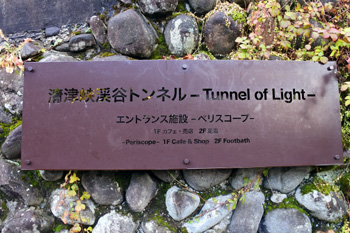 清津峡渓谷トンネル – Tunnel of Light –
エントランス施設 –ペリスコープ–
1F カフェ・売店　2F 足湯
–Periscope– 1F Cafe & Shop 2F Footbath